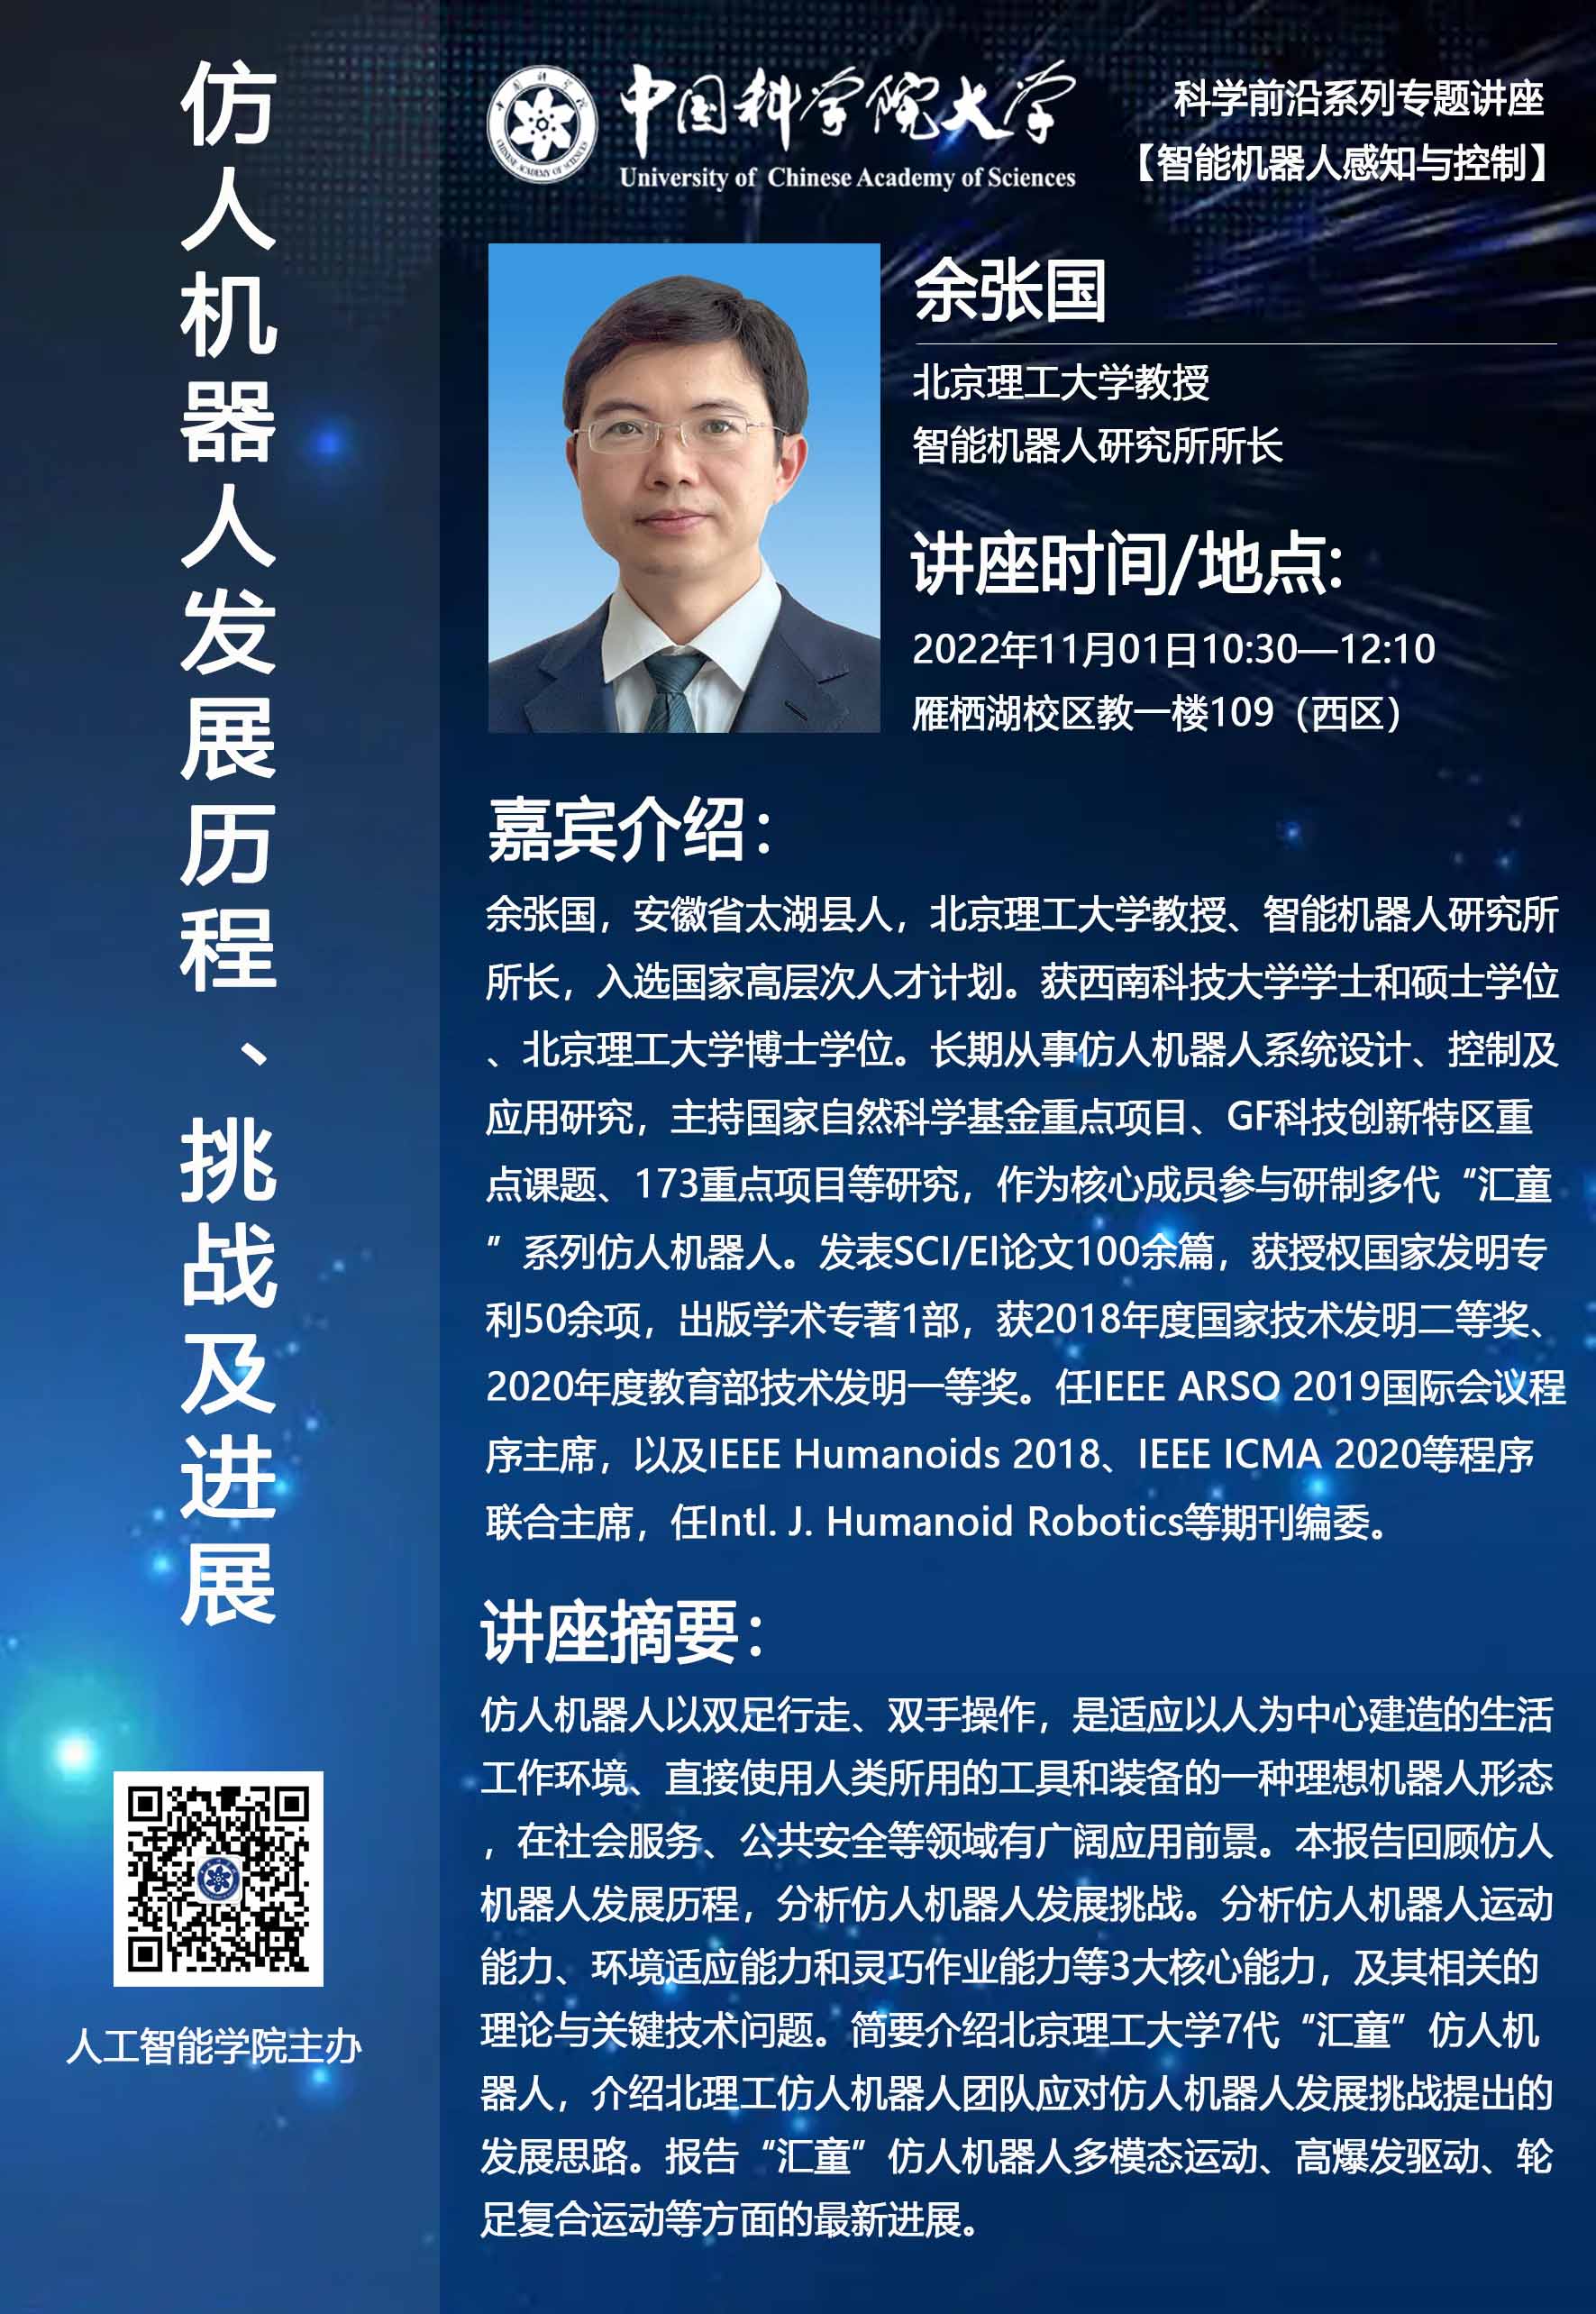 仿人机器人发展历程、挑战及进展
中国科学院大学
University of Chinese Academy of Sciences
科学前沿系列专题讲座
【智能机器人感知与控制】
余张国
北京理工大学教授
智能机器人研究所所长
讲座时间/地点:
2022年11月01日10:30—12:10
雁栖湖校区教一楼109（西区）
嘉宾介绍：
余张国，安徽省太湖县人，北京理工大学教授、智能机器人研究所
所长，入选国家高层次人才计划。获西南科技大学学士和硕士学位
、北京理工大学博士学位。长期从事仿人机器人系统设计、控制及
应用研究，主持国家自然科学基金重点项目、GF科技创新特区重
点课题、173重点项目等研究，作为核心成员参与研制多代“汇童
”系列仿人机器人。发表SCI/EI论文100余篇，获授权国家发明专
利50余项，出版学术专著1部，获2018年度国家技术发明二等奖、
2020年度教育部技术发明一等奖。任IEEE ARSO 2019国际会议程
序主席，以及IEEE Humanoids 2018、IEEE ICMA 2020等程序
联合主席，任Intl. J. Humanoid Robotics等期刊编委。
讲座摘要：
仿人机器人以双足行走、双手操作，是适应以人为中心建造的生活
工作环境、直接使用人类所用的工具和装备的一种理想机器人形态
，在社会服务、公共安全等领域有广阔应用前景。本报告回顾仿人
机器人发展历程，分析仿人机器人发展挑战。分析仿人机器人运动
能力、环境适应能力和灵巧作业能力等3大核心能力，及其相关的
理论与关键技术问题。简要介绍北京理工大学7代“汇童”仿人机
器人，介绍北理工仿人机器人团队应对仿人机器人发展挑战提出的
发展思路。报告“汇童”仿人机器人多模态运动、高爆发驱动、轮
足复合运动等方面的最新进展。
人工智能学院主办